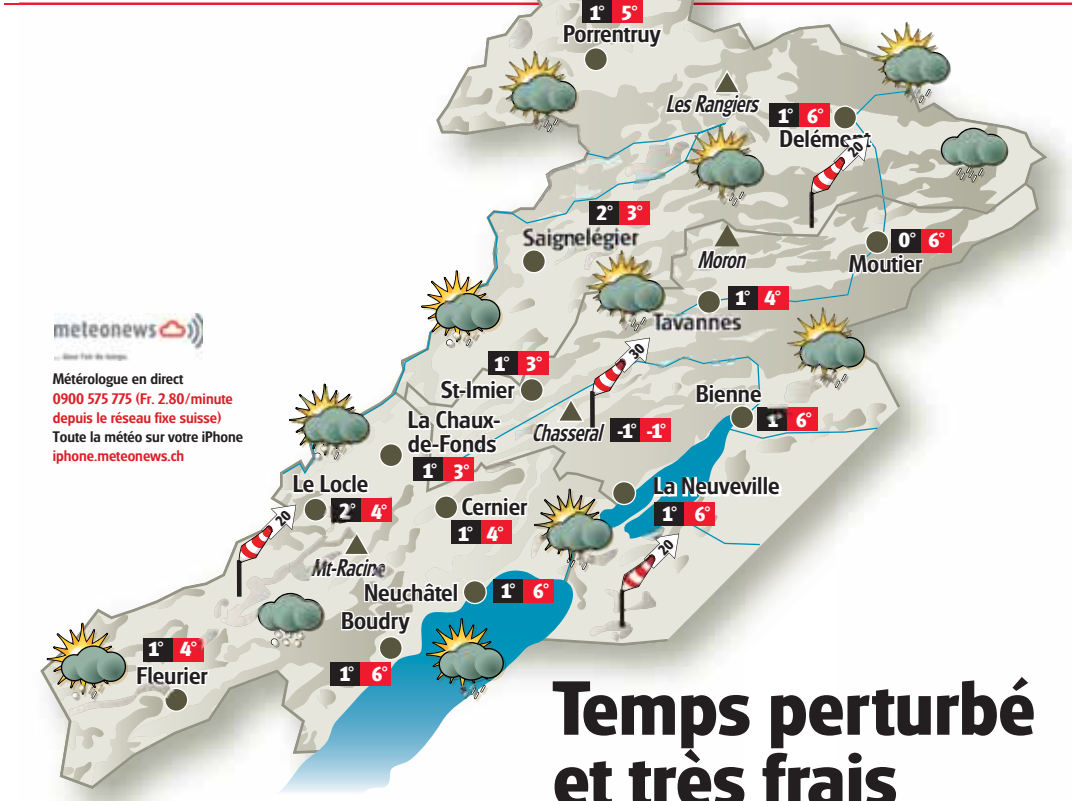 1° 5°
Porrentruy
Les Rangiers
1° 6°
Delémont
20
2° 3°
Saignelégier
Moron
0° 6°
Moutier
1° 4°
Tavannes
meteonews
Météorologue en direct
0900 575 775 (Fr. 2.80/minute
depuis le réseau fixe suisse)
Toute la météo sur votre iPhone
iphone.meteonews.ch
1° 3°
St-Imier
30
Chasseral -1° -1°
Bienne
1° 6°
La Chaux-
de-Fonds
1° 3°
Le Locle
2° 4°
Cernier
1° 4°
La Neuveville
1° 6°
20
Mt-Racine
20
Neuchâtel 1° 6°
Boudry
1° 6°
1° 4°
Fleurier
Temps perturbé
et très frais